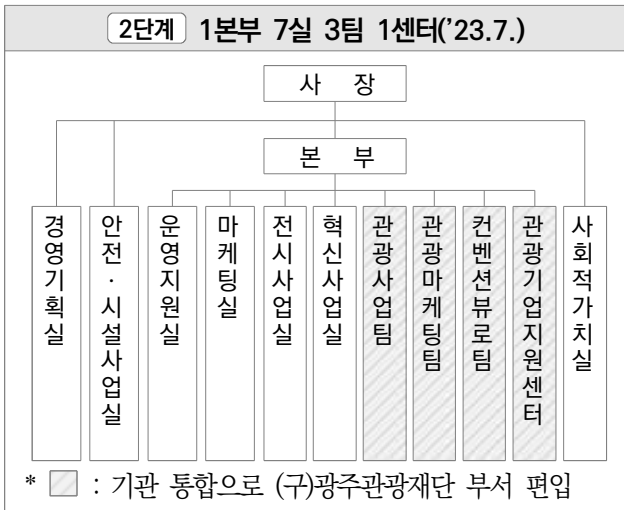 2단계 1본부 7실 3팀 1센터(’23.7.)
사 장
본 부
경영기획실
안전·시설사업실
운영지원실
마케팅실
전시사업실
혁신사업실
관광사업팀
관광마케팅팀
컨벤션뷰로팀
관광기업지원센터
사회적가치실
* : 기관 통합으로 (구)광주관광재단 부서 편입